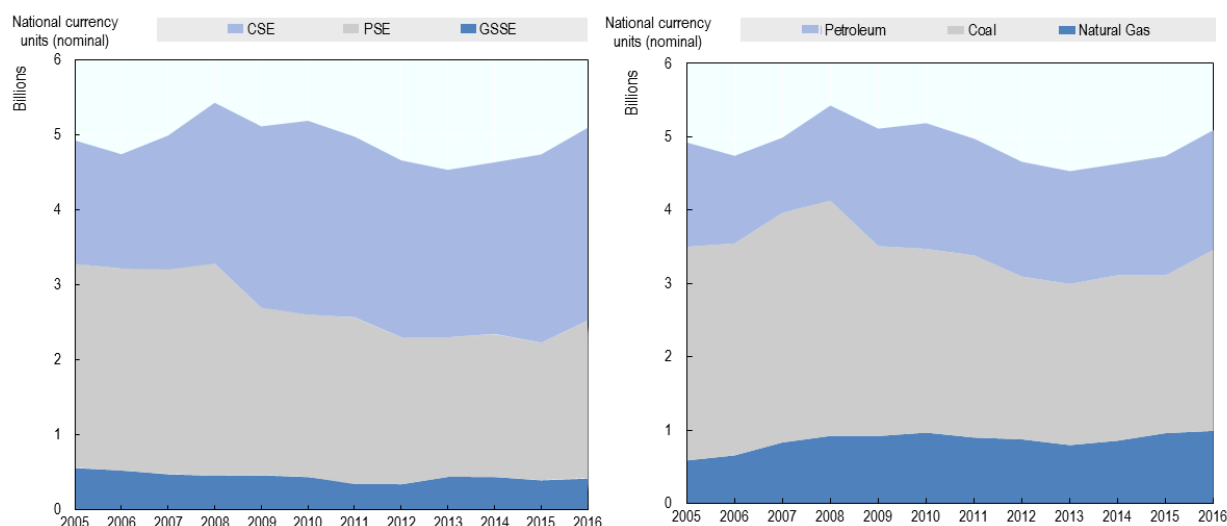 National currency
units (nominal)
CSE PSE GSSE
Billions
6
5
4
3
2
1
0
2005 2006 2007 2008 2009 2010 2011 2012 2013 2014 2015 2016
National currency
units (nominal)
Petroleum Coal Natural Gas
Billions
6
5
4
3
2
1
0
2005 2006 2007 2008 2009 2010 2011 2012 2013 2014 2015 2016